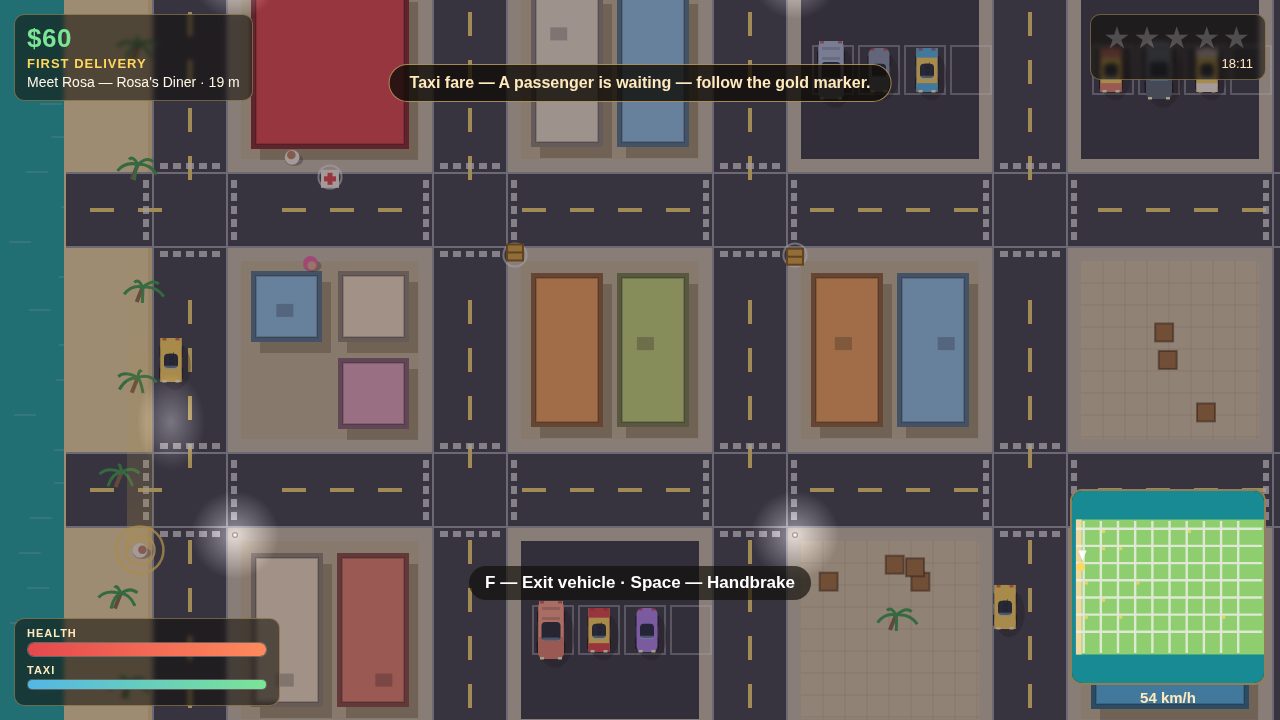 $60
FIRST DELIVERY
Meet Rosa — Rosa's Diner · 19 m
Taxi fare — A passenger is waiting — follow the gold marker.
18:11
F — Exit vehicle · Space — Handbrake
HEALTH
TAXI
54 km/h